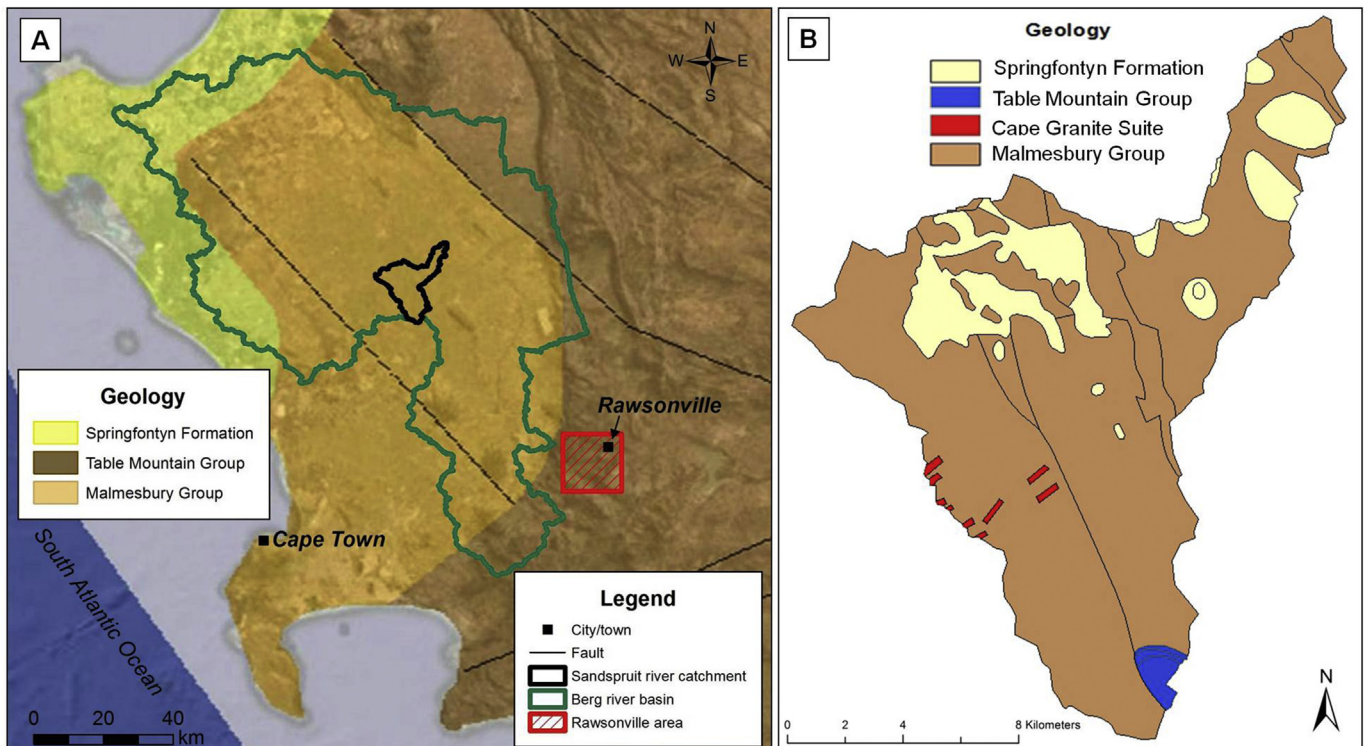 A
N
W E
S
Geology
Springfontyn Formation
Table Mountain Group
Malmesbury Group
Rawsonville
Cape Town
South Atlantic Ocean
0 20 40
km
Legend
City/town
Fault
Sandspruit river catchment
Berg river basin
Rawsonville area
B
Geology
Springfontyn Formation
Table Mountain Group
Cape Granite Suite
Malmesbury Group
N
0 2 4 8 Kilometers